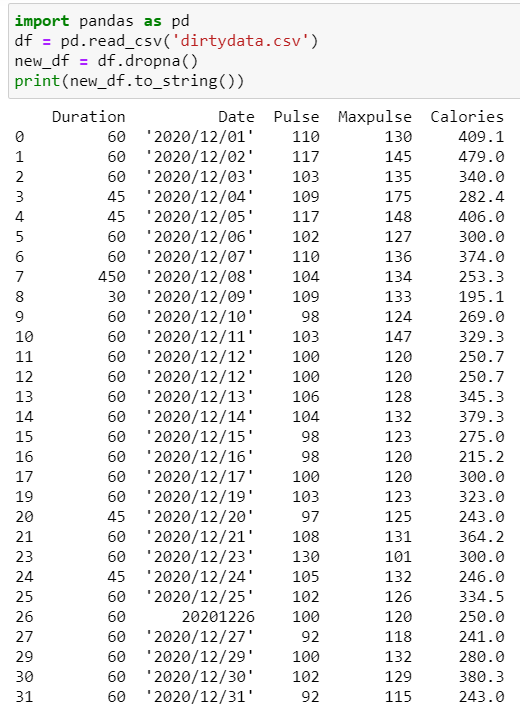 import pandas as pd
df = pd.read_csv('dirtydata.csv')
new_df = df.dropna()
print(new_df.to_string())
Duration Date Pulse Maxpulse Calories
0 60 '2020/12/01' 110 130 409.1
1 60 '2020/12/02' 117 145 479.0
2 60 '2020/12/03' 103 135 340.0
3 45 '2020/12/04' 109 175 282.4
4 45 '2020/12/05' 117 148 406.0
5 60 '2020/12/06' 102 127 300.0
6 60 '2020/12/07' 110 136 374.0
7 450 '2020/12/08' 104 134 253.3
8 30 '2020/12/09' 109 133 195.1
9 60 '2020/12/10' 98 124 269.0
10 60 '2020/12/11' 103 147 329.3
11 60 '2020/12/12' 100 120 250.7
12 60 '2020/12/12' 100 120 250.7
13 60 '2020/12/13' 106 128 345.3
14 60 '2020/12/14' 104 132 379.3
15 60 '2020/12/15' 98 123 275.0
16 60 '2020/12/16' 98 120 215.2
17 60 '2020/12/17' 100 120 300.0
19 60 '2020/12/19' 103 123 323.0
20 45 '2020/12/20' 97 125 243.0
21 60 '2020/12/21' 108 131 364.2
23 60 '2020/12/23' 130 101 300.0
24 45 '2020/12/24' 105 132 246.0
25 60 '2020/12/25' 102 126 334.5
26 60 20201226 100 120 250.0
27 60 '2020/12/27' 92 118 241.0
29 60 '2020/12/29' 100 132 280.0
30 60 '2020/12/30' 102 129 380.3
31 60 '2020/12/31' 92 115 243.0